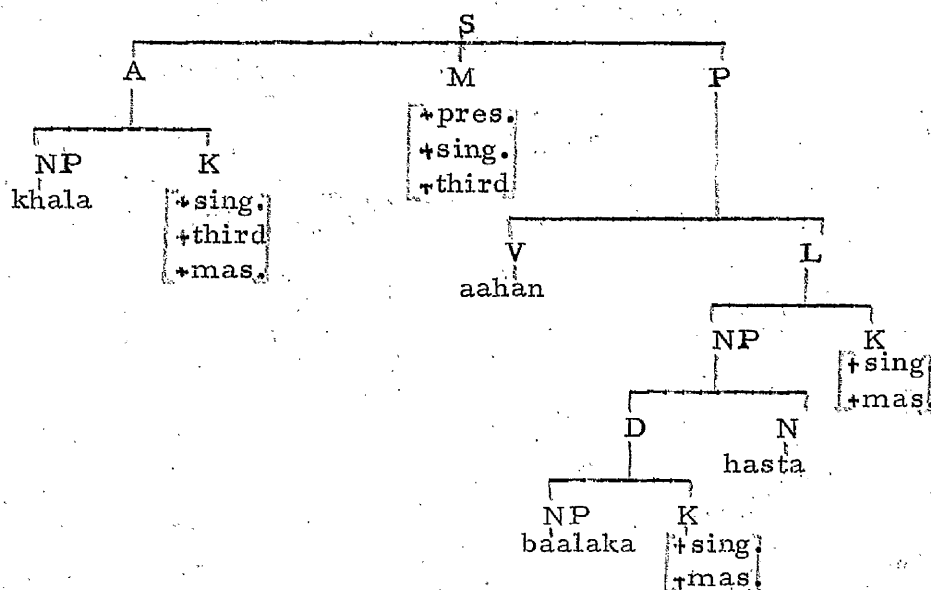 S
A M P
+pres.
+sing.
+third
NP K
khala
+sing.
+third
+mas.
V L
aahan
NP K
+sing
+mas.
D N
hasta
NP K
baalaka
+sing.
+mas.